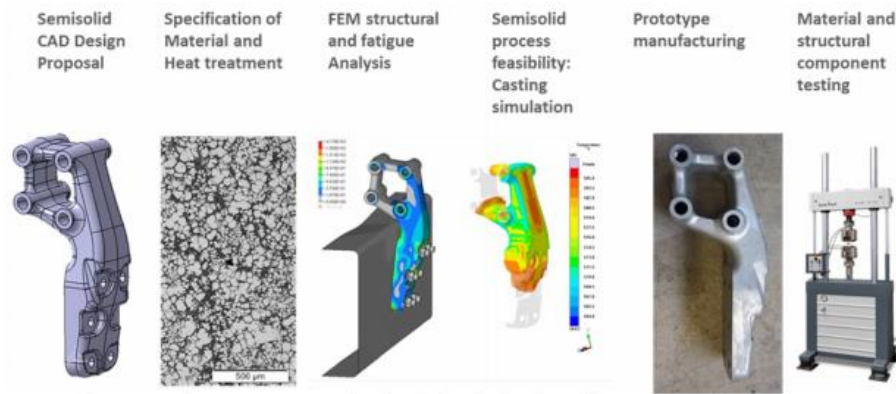 Semisolid
CAD Design
Proposal
Specification of
Material and
Heat treatment
FEM structural
and fatigue
Analysis
Semisolid
process
feasibility:
Casting
simulation
Prototype
manufacturing
Material and
structural
component
testing
500 µm